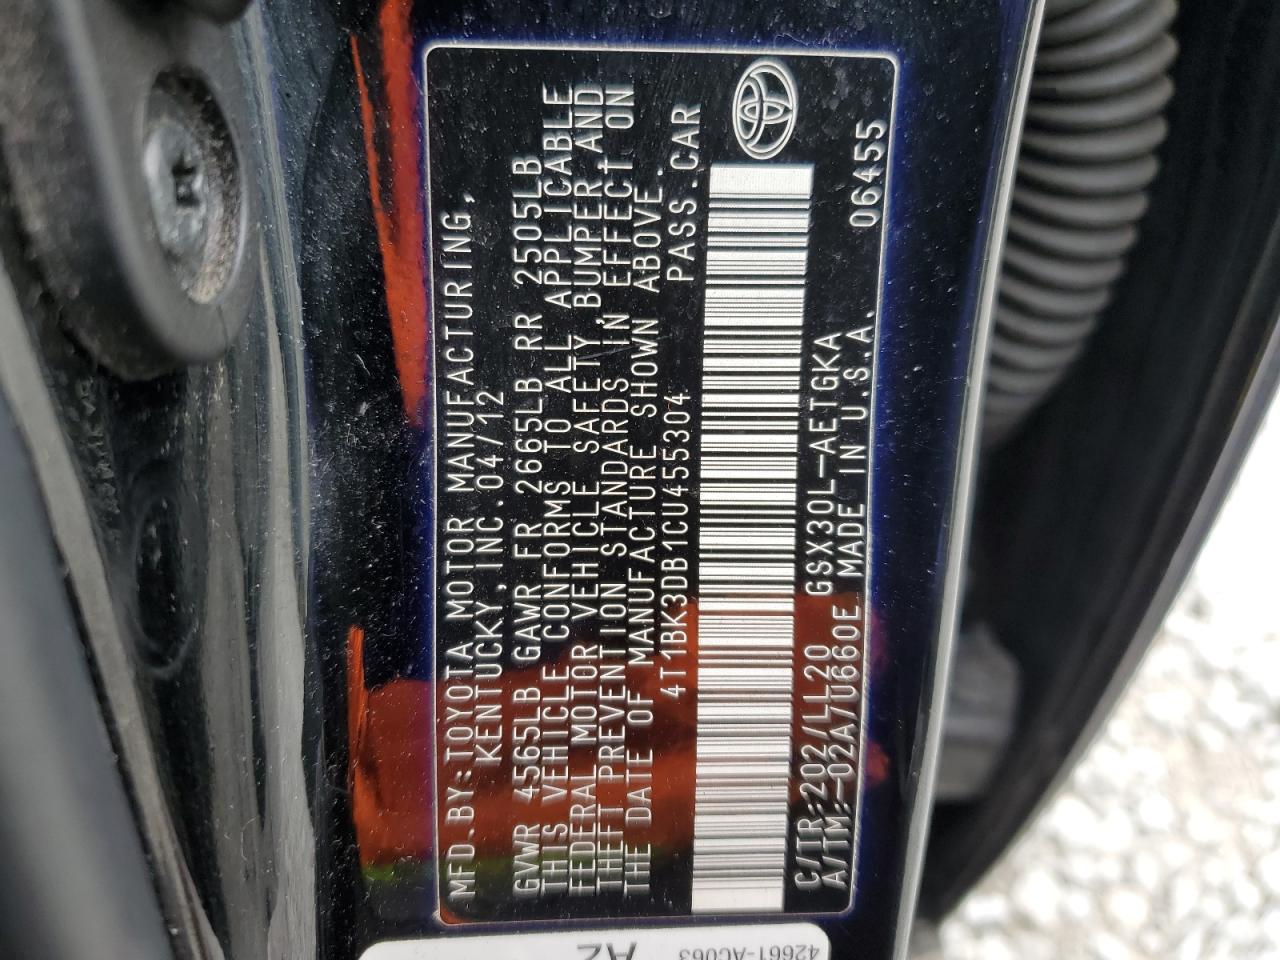 MFD.BY:TOYOTA MOTOR MANUFACTURING,
KENTUCKY,INC.04/12
GVWR 4565LB GAWR FR 2665LB RR 2505LB
THIS VEHICLE CONFORMS TO ALL APPLICABLE
FEDERAL MOTOR VEHICLE SAFETY,BUMPER,AND
THEFT PREVENTION STANDARDS IN EFFECT ON
THE DATE OF MANUFACTURE SHOWN ABOVE.
4T1BK3DB1CU455304 PASS.CAR
C/TR:202/LL20 GSX30L-AETGKA 06455
A/TM:-02A/U660E MADE IN U.S.A.
42661-AC063
A2